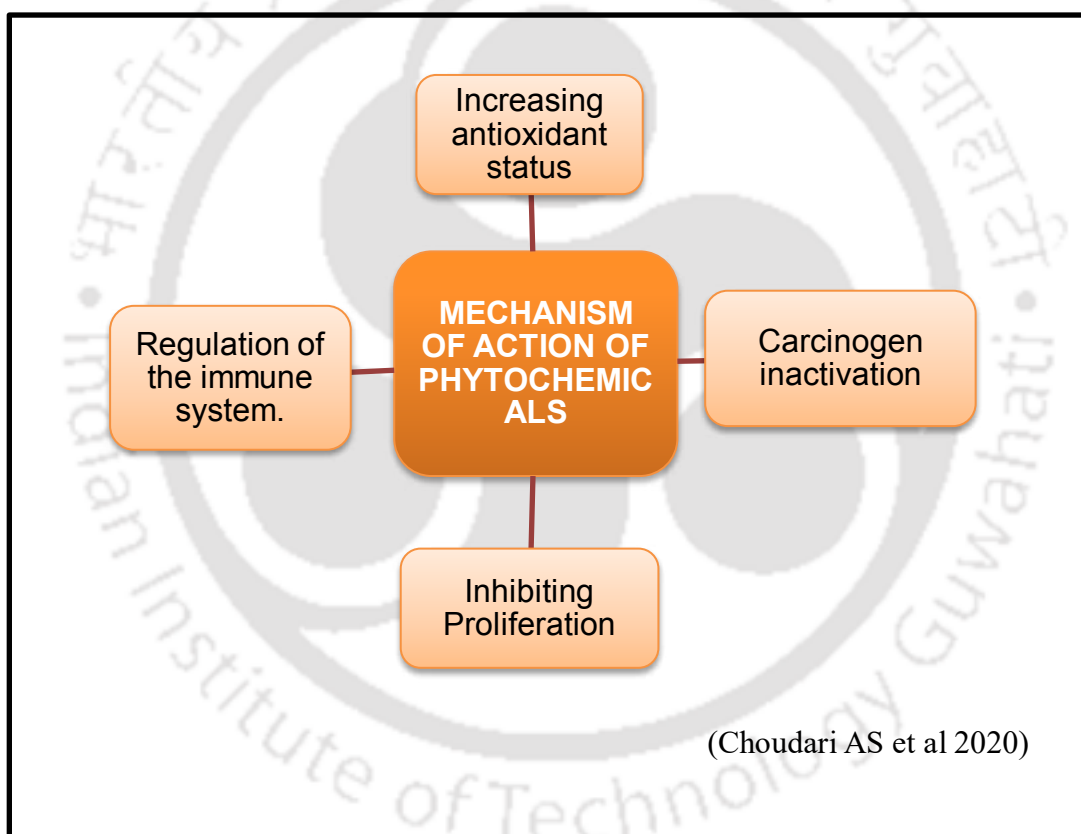 Increasing
antioxidant
status
MECHANISM
OF ACTION OF
PHYTOCHEMIC
ALS
Regulation of
the immune
system.
Carcinogen
inactivation
Inhibiting
Proliferation
(Choudari AS et al 2020)
Indian Institute of Technology Guwahati